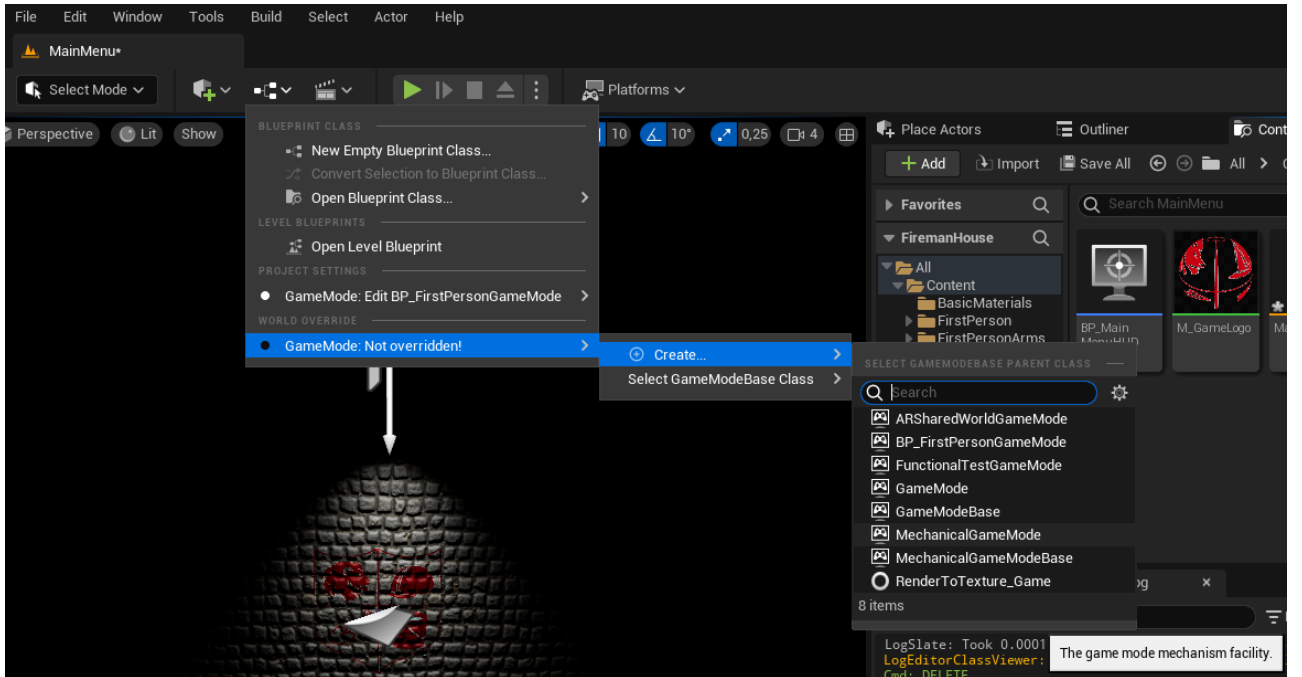 File Edit Window Tools Build Select Actor Help
MainMenu*
Select Mode Platforms
Perspective Lit Show 10 10° 0,25 4
BLUEPRINT CLASS
New Empty Blueprint Class...
Convert Selection to Blueprint Class...
Open Blueprint Class...
LEVEL BLUEPRINTS
Open Level Blueprint
PROJECT SETTINGS
GameMode: Edit BP_FirstPersonGameMode
WORLD OVERRIDE
GameMode: Not overridden!
Create...
Select GameModeBase Class
Place Actors Outliner Cont
Add Import Save All All
Favorites Search MainMenu
FiremanHouse
All
Content
BasicMaterials
FirstPerson
FirstPersonArms
BP_Main M_GameLogo Ma
MenuHUD
SELECT GAMEMODEBASE PARENT CLASS
Search
ARSharedWorldGameMode
BP_FirstPersonGameMode
FunctionalTestGameMode
GameMode
GameModeBase
MechanicalGameMode
MechanicalGameModeBase
RenderToTexture_Game
8 items
og
LogSlate: Took 0.0001
LogEditorClassViewer:
Cmd: DELETE
The game mode mechanism facility.